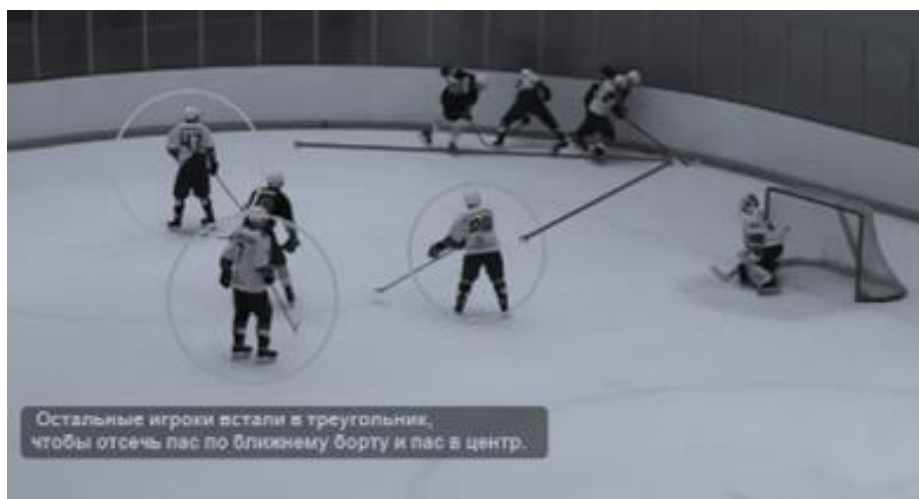 Остальные игроки встали в треугольник,
чтобы отсечь пас по ближнему борту и пас в центр.